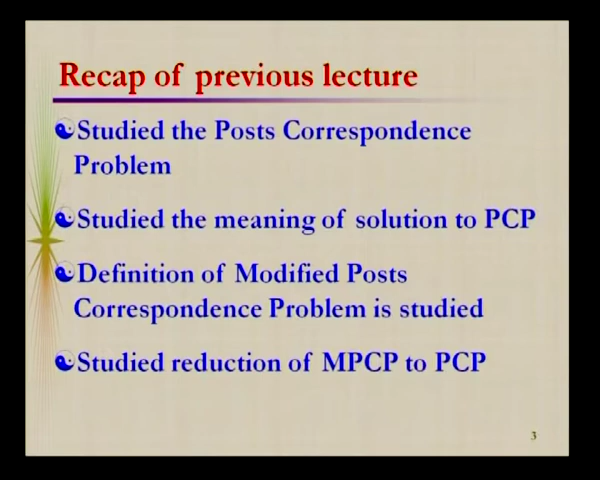 Recap of previous lecture
Studied the Posts Correspondence
Problem
Studied the meaning of solution to PCP
Definition of Modified Posts
Correspondence Problem is studied
Studied reduction of MPCP to PCP
3